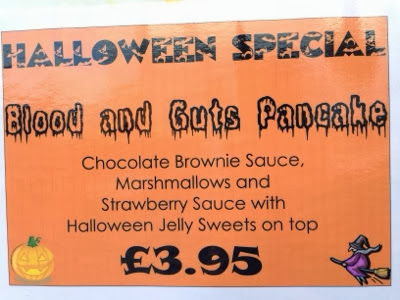 HALLOWEEN SPECIAL
Blood and Guts Pancake
Chocolate Brownie Sauce,
Marshmallows and
Strawberry Sauce with
Halloween Jelly Sweets on top
£3.95